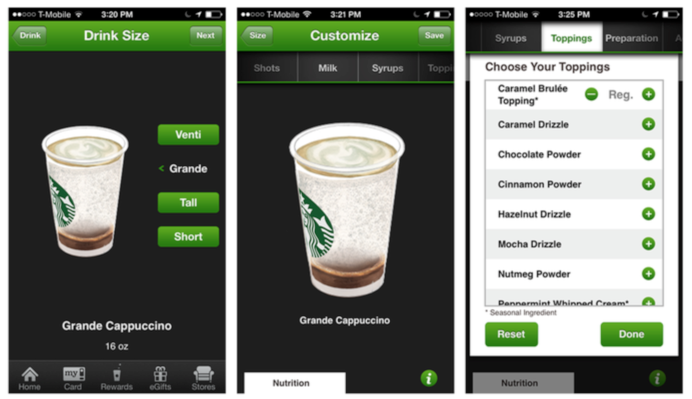 T-Mobile 3:20 PM
Drink Drink Size Next
Venti
< Grande
Tall
Short
Grande Cappuccino
16 oz
my
Home Card Rewards eGifts Stores
T-Mobile 3:21 PM
Size Customize Save
Shots Milk Syrups Toppi
Grande Cappuccino
Nutrition i
T-Mobile 3:25 PM
Syrups Toppings Preparation A
Choose Your Toppings
Caramel Brulée
Topping* Reg.
Caramel Drizzle
Chocolate Powder
Cinnamon Powder
Hazelnut Drizzle
Mocha Drizzle
Nutmeg Powder
Peppermint Whipped Cream*
* Seasonal Ingredient
Reset Done
Nutrition i